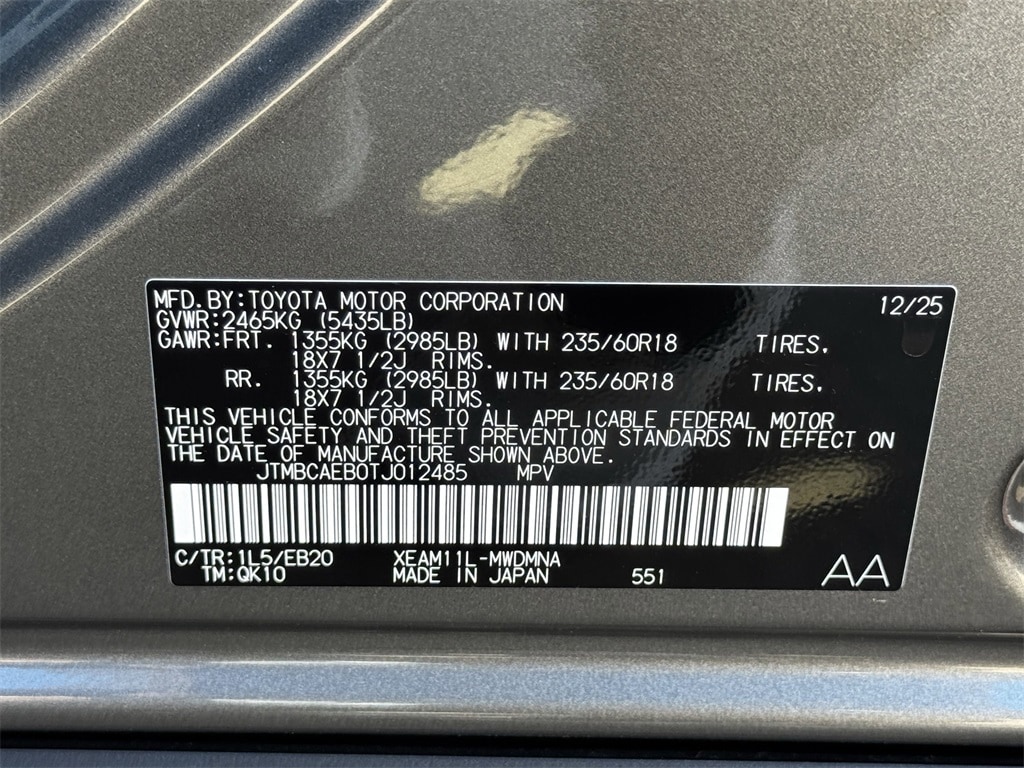 MFD.BY:TOYOTA MOTOR CORPORATION 12/25
GVWR:2465KG (5435LB)
GAWR:FRT. 1355KG (2985LB) WITH 235/60R18 TIRES.
18X7 1/2J RIMS.
RR. 1355KG (2985LB) WITH 235/60R18 TIRES.
18X7 1/2J RIMS.
THIS VEHICLE CONFORMS TO ALL APPLICABLE FEDERAL MOTOR
VEHICLE SAFETY AND THEFT PREVENTION STANDARDS IN EFFECT ON
THE DATE OF MANUFACTURE SHOWN ABOVE.
JTMBCAEB0TJ012485 MPV
C/TR:1L5/EB20 XEAM11L-MWDMNA
TM:QK10 MADE IN JAPAN 551 AA